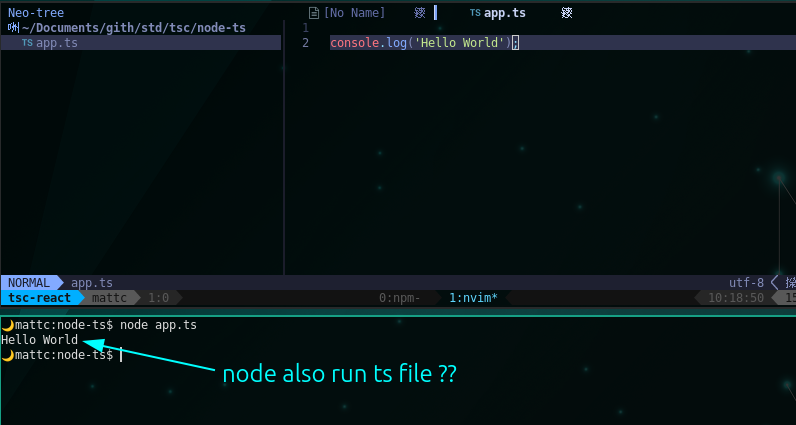 Neo-tree
[No Name]
TS app.ts
~/Documents/gith/std/tsc/node-ts
TS app.ts
1
2 console.log('Hello World');
NORMAL app.ts utf-8
tsc-react mattc 1:0 0:npm- 1:nvim* 10:18:50 15
mattc:node-ts$ node app.ts
Hello World
mattc:node-ts$
node also run ts file ??